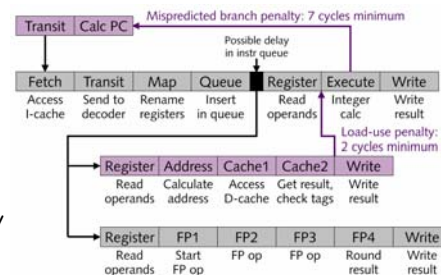 Mispredicted branch penalty: 7 cycles minimum
Transit Calc PC
Possible delay
in instr queue
Fetch Transit Map Queue Register Execute Write
Access Send to Rename Insert Read Integer Write
I-cache decoder registers in queue operands calc result
Load-use penalty:
2 cycles minimum
Register Address Cache1 Cache2 Write
Read Calculate Access Get result, Write
operands address D-cache check tags result
Register FP1 FP2 FP3 FP4 Write
Read Start FP op FP op Round Write
operands FP op result result